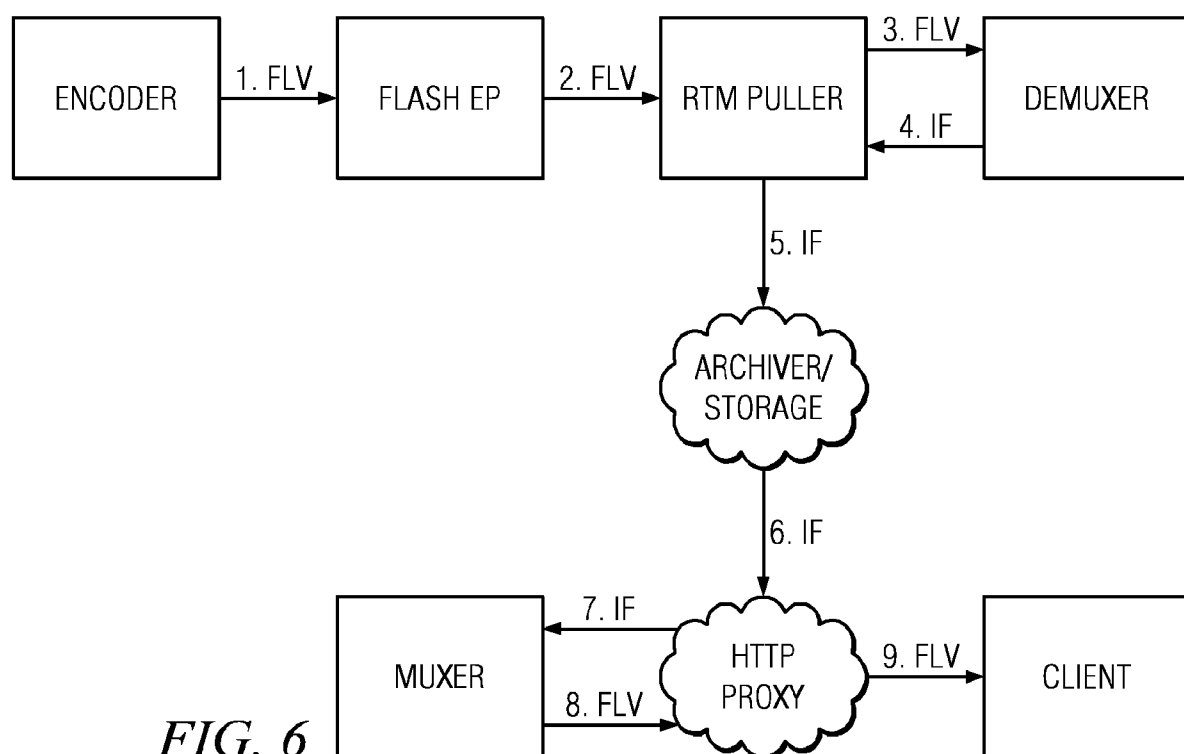 ENCODER
1. FLV
FLASH EP
2. FLV
RTM PULLER
3. FLV
4. IF
DEMUXER
5. IF
ARCHIVER/
STORAGE
6. IF
MUXER
7. IF
8. FLV
HTTP
PROXY
9. FLV
CLIENT
FIG. 6